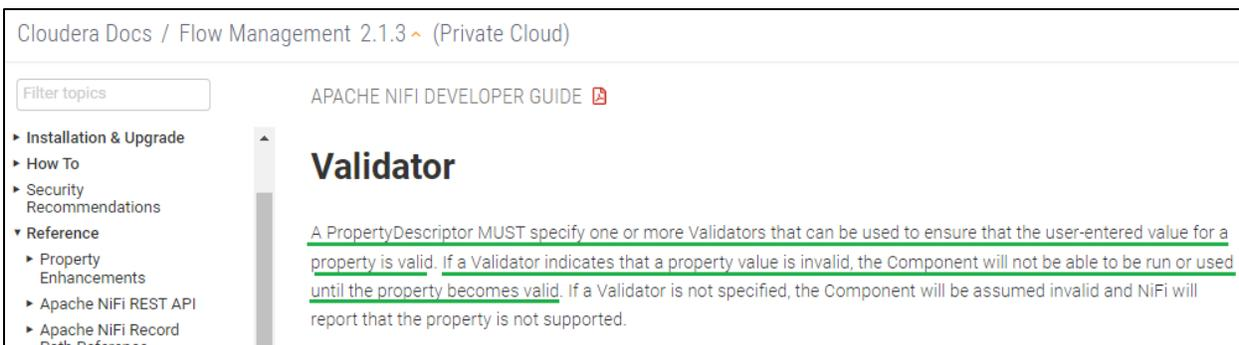 Cloudera Docs / Flow Management 2.1.3 (Private Cloud)
Filter topics
Installation & Upgrade
How To
Security
Recommendations
Reference
Property
Enhancements
Apache NiFi REST API
Apache NiFi Record
APACHE NIFI DEVELOPER GUIDE
Validator
A PropertyDescriptor MUST specify one or more Validators that can be used to ensure that the user-entered value for a
property is valid. If a Validator indicates that a property value is invalid, the Component will not be able to be run or used
until the property becomes valid. If a Validator is not specified, the Component will be assumed invalid and NiFi will
report that the property is not supported.